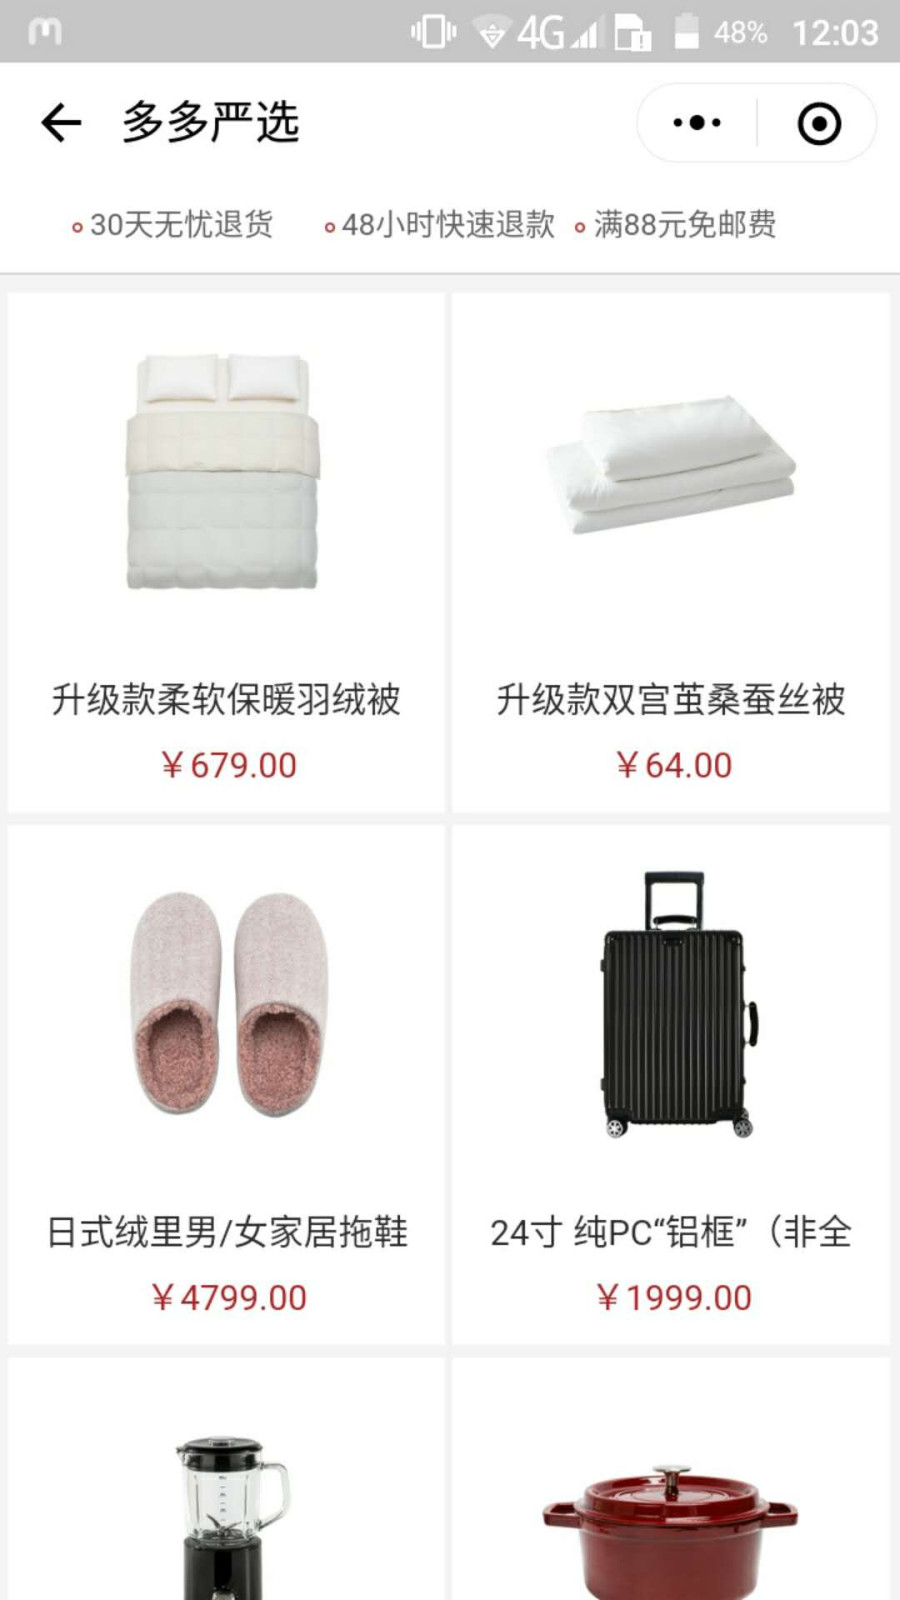 4G 48% 12:03
多多严选
30天无忧退货 48小时快速退款 满88元免邮费
升级款柔软保暖羽绒被 升级款双宫茧桑蚕丝被
¥679.00 ¥64.00
日式绒里男/女家居拖鞋 24寸 纯PC“铝框”（非全
¥4799.00 ¥1999.00